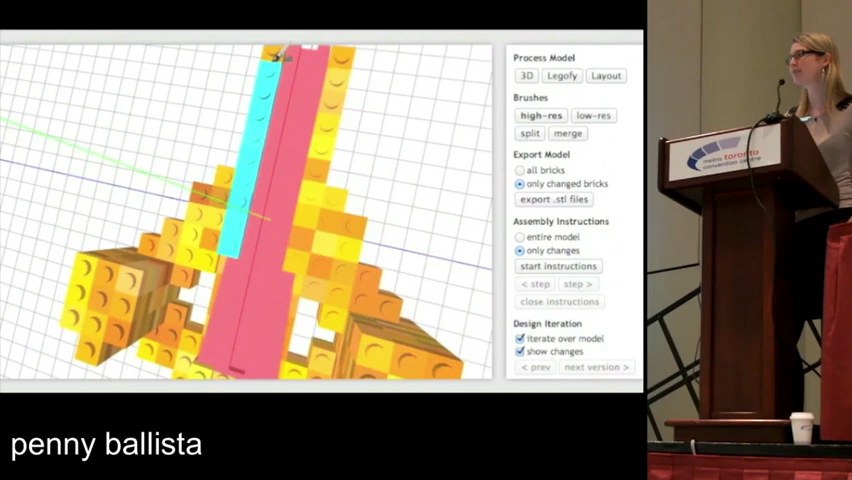 Process Model
3D Legofy Layout
Brushes
high-res low-res
split merge
Export Model
all bricks
only changed bricks
export .stl files
Assembly Instructions
entire model
only changes
start instructions
< step step >
close instructions
Design Iteration
iterate over model
show changes
< prev next version >
penny ballista
metro toronto
convention centre